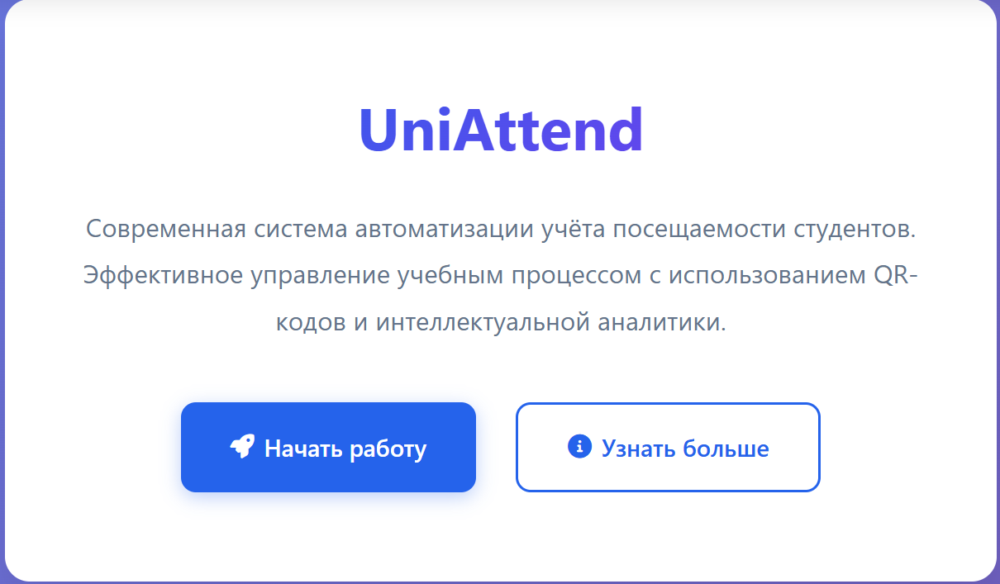 UniAttend
Современная система автоматизации учёта посещаемости студентов.
Эффективное управление учебным процессом с использованием QR-
кодов и интеллектуальной аналитики.
Начать работу
Узнать больше